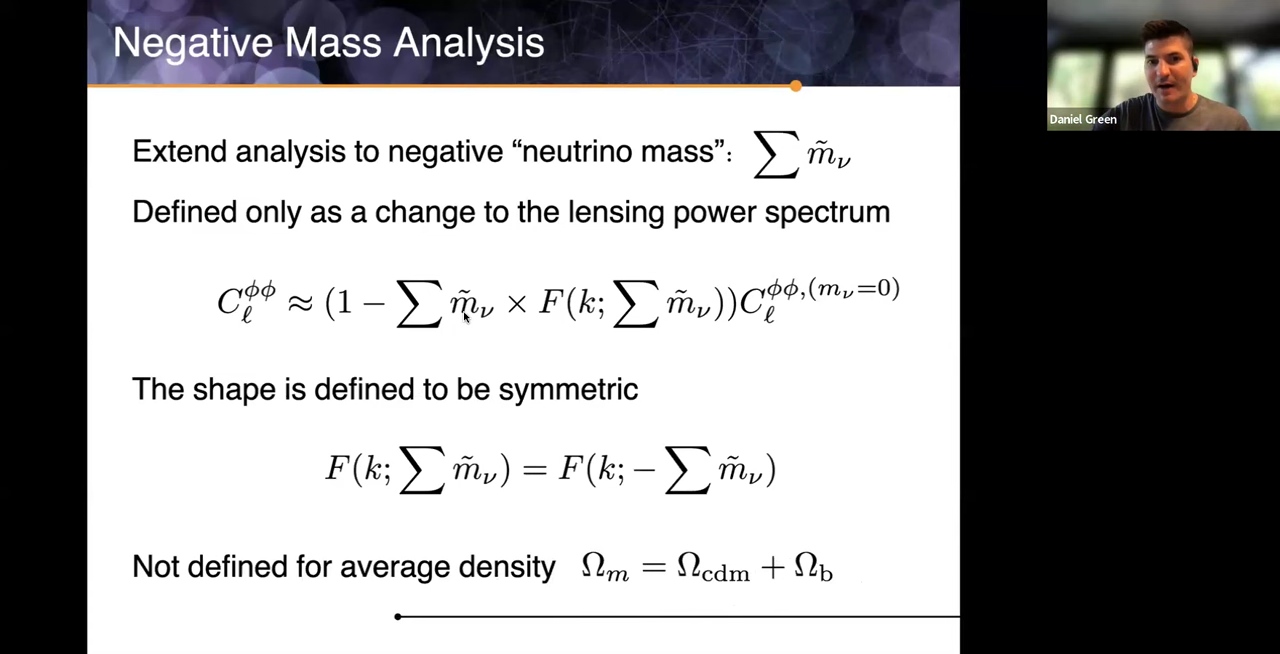 Negative Mass Analysis
Daniel Green
Extend analysis to negative “neutrino mass”: ∑ m̃_ν
Defined only as a change to the lensing power spectrum
C_ℓ^{ϕϕ} ≈ (1 − ∑ m̃_ν × F(k; ∑ m̃_ν))C_ℓ^{ϕϕ,(m_ν=0)}
The shape is defined to be symmetric
F(k; ∑ m̃_ν) = F(k; − ∑ m̃_ν)
Not defined for average density Ω_m = Ω_cdm + Ω_b